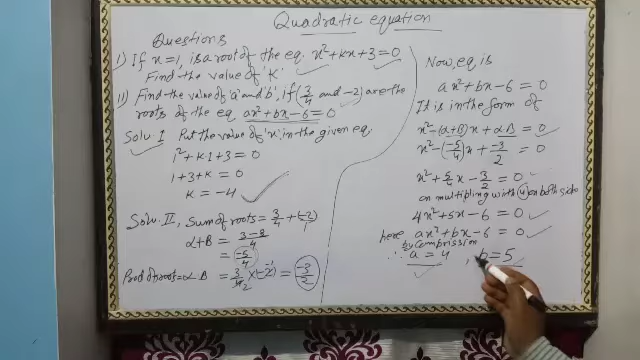 Quadratic equation
Questions
I) If x=1, is a root of the eq. x²+kx+3=0
Find the value of 'K'
II) Find the value of 'a' and 'b', if (3/4 and -2) are the
roots of the eq. ax²+bx-6=0
Solu. I Put the value of 'x' in the given eq.
1²+k·1+3=0
1+3+k=0
k=-4
Solu. II, Sum of roots = 3/4+(-2/1)
α+β = 3-8/4
= (-5/4)
Prod of root=α·β = 3/4 2 ×(-2)⁻¹ = -3/2
Now, eq is
ax²+bx-6=0
It is in the form of
x²-(α+β)x+αβ=0
x²-(-5/4)x+-3/2=0
x²+5/4x-3/2=0
on multipling with 4 on both side
4x²+5x-6=0
here ax²+bx-6=0
by comprission
∴ a=4 b=5